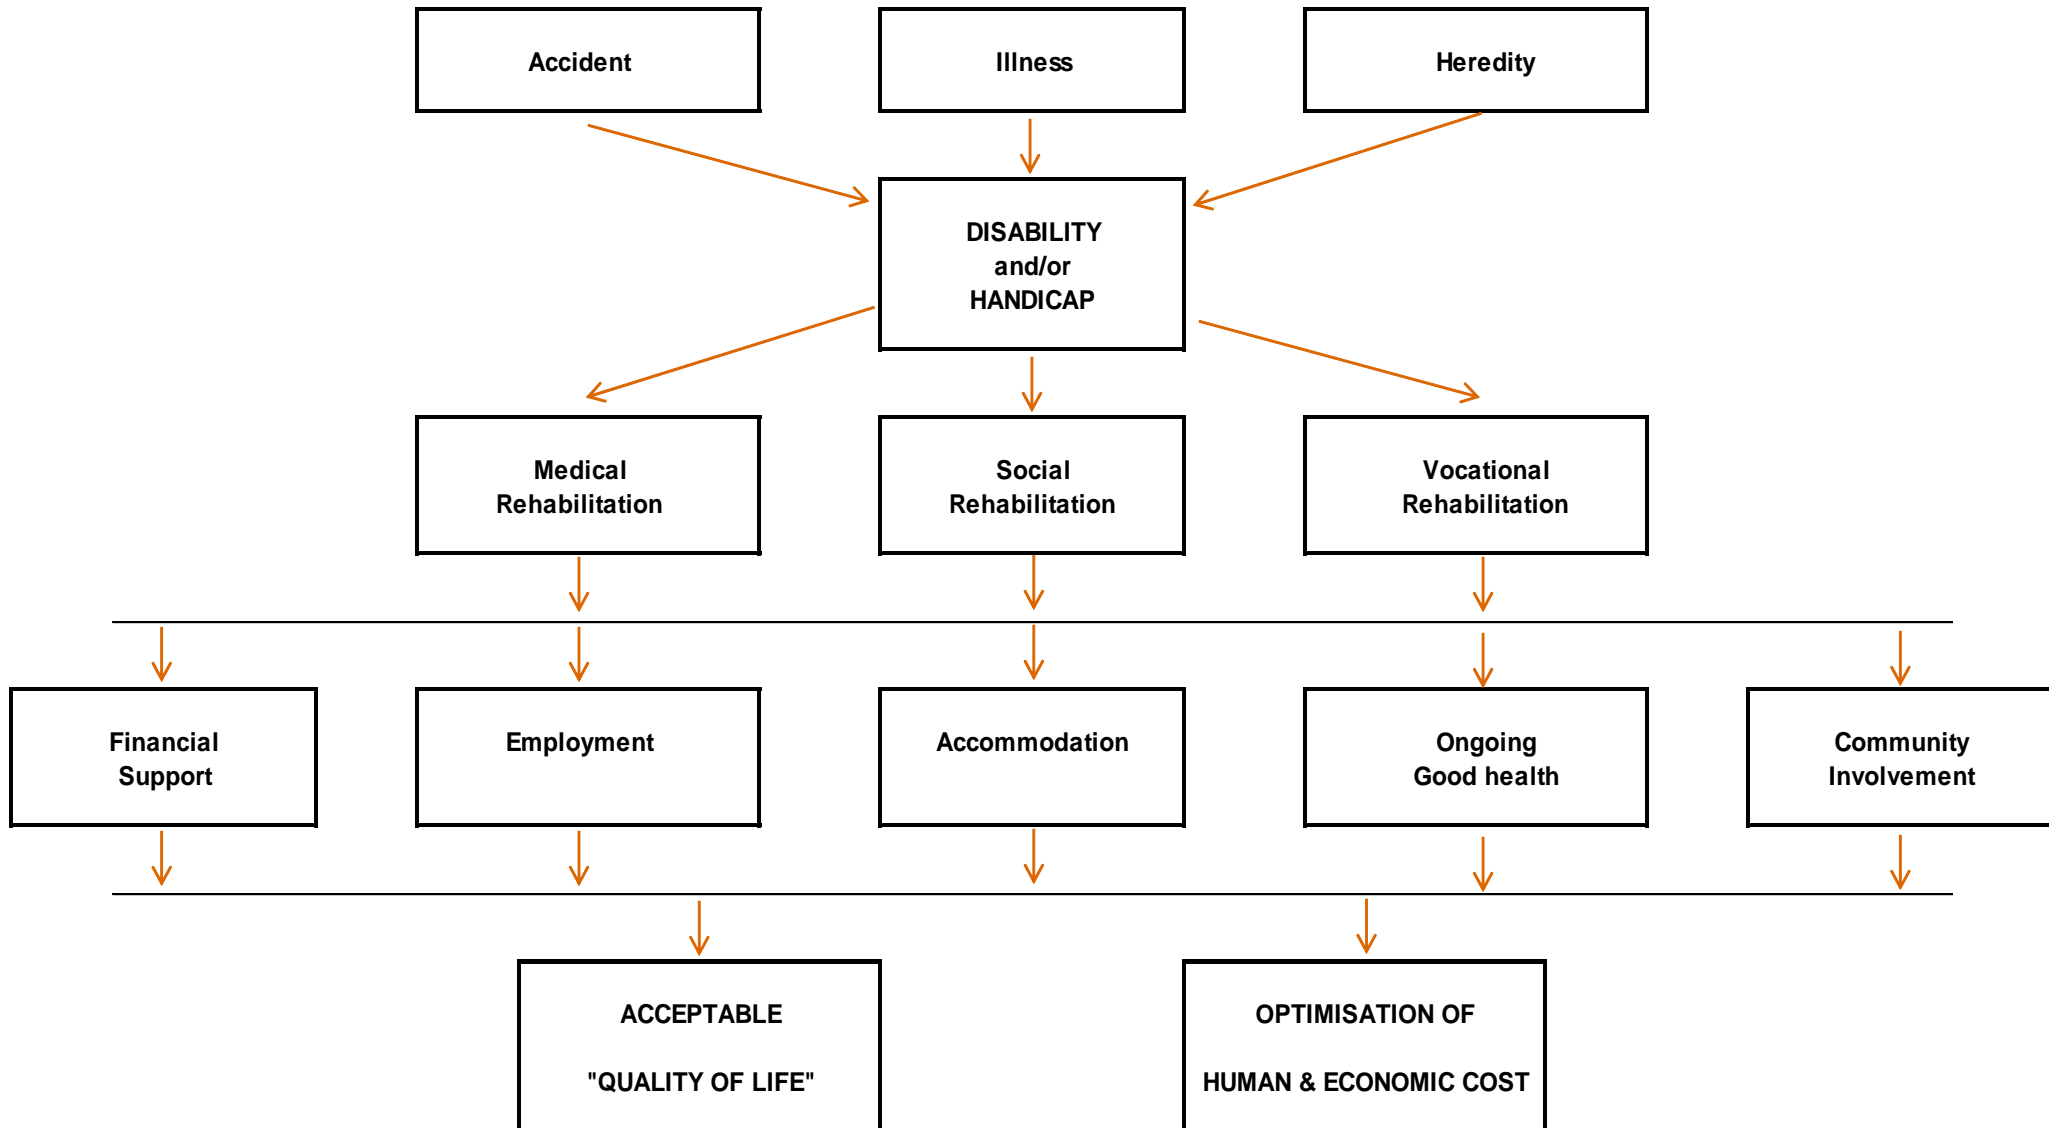 Accident
Illness
Heredity
DISABILITY
and/or
HANDICAP
Medical
Rehabilitation
Social
Rehabilitation
Vocational
Rehabilitation
Financial
Support
Employment
Accommodation
Ongoing
Good health
Community
Involvement
ACCEPTABLE
"QUALITY OF LIFE"
OPTIMISATION OF
HUMAN & ECONOMIC COST